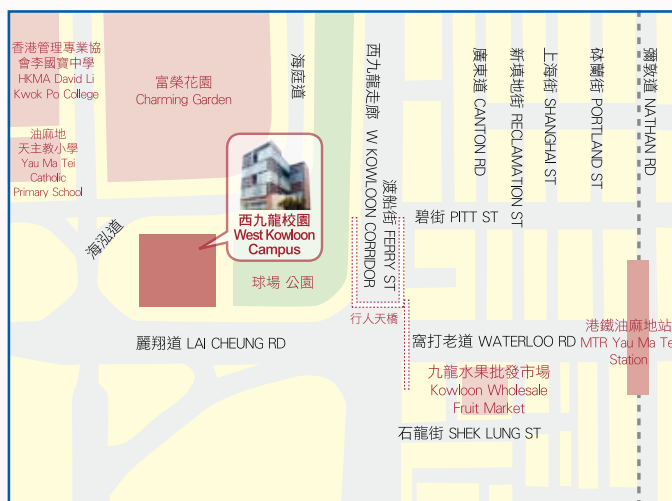 香港管理專業協
會李國寶中學
HKMA David Li
Kwok Po College
富榮花園
Charming Garden
油麻地
天主教小學
Yau Ma Tei
Catholic
Primary School
海庭道
西九龍走廊 W KOWLOON CORRIDOR
渡船街 FERRY ST
廣東道 CANTON RD
新填地街 RECLAMATION ST
上海街 SHANGHAI ST
砵蘭街 PORTLAND ST
彌敦道 NATHAN RD
西九龍校園
West Kowloon
Campus
海泓道
碧街 PITT ST
球場 公園
行人天橋
麗翔道 LAI CHEUNG RD
窩打老道 WATERLOO RD
港鐵油麻地站
MTR Yau Ma Te
Station
九龍水果批發市場
Kowloon Wholesale
Fruit Market
石龍街 SHEK LUNG ST